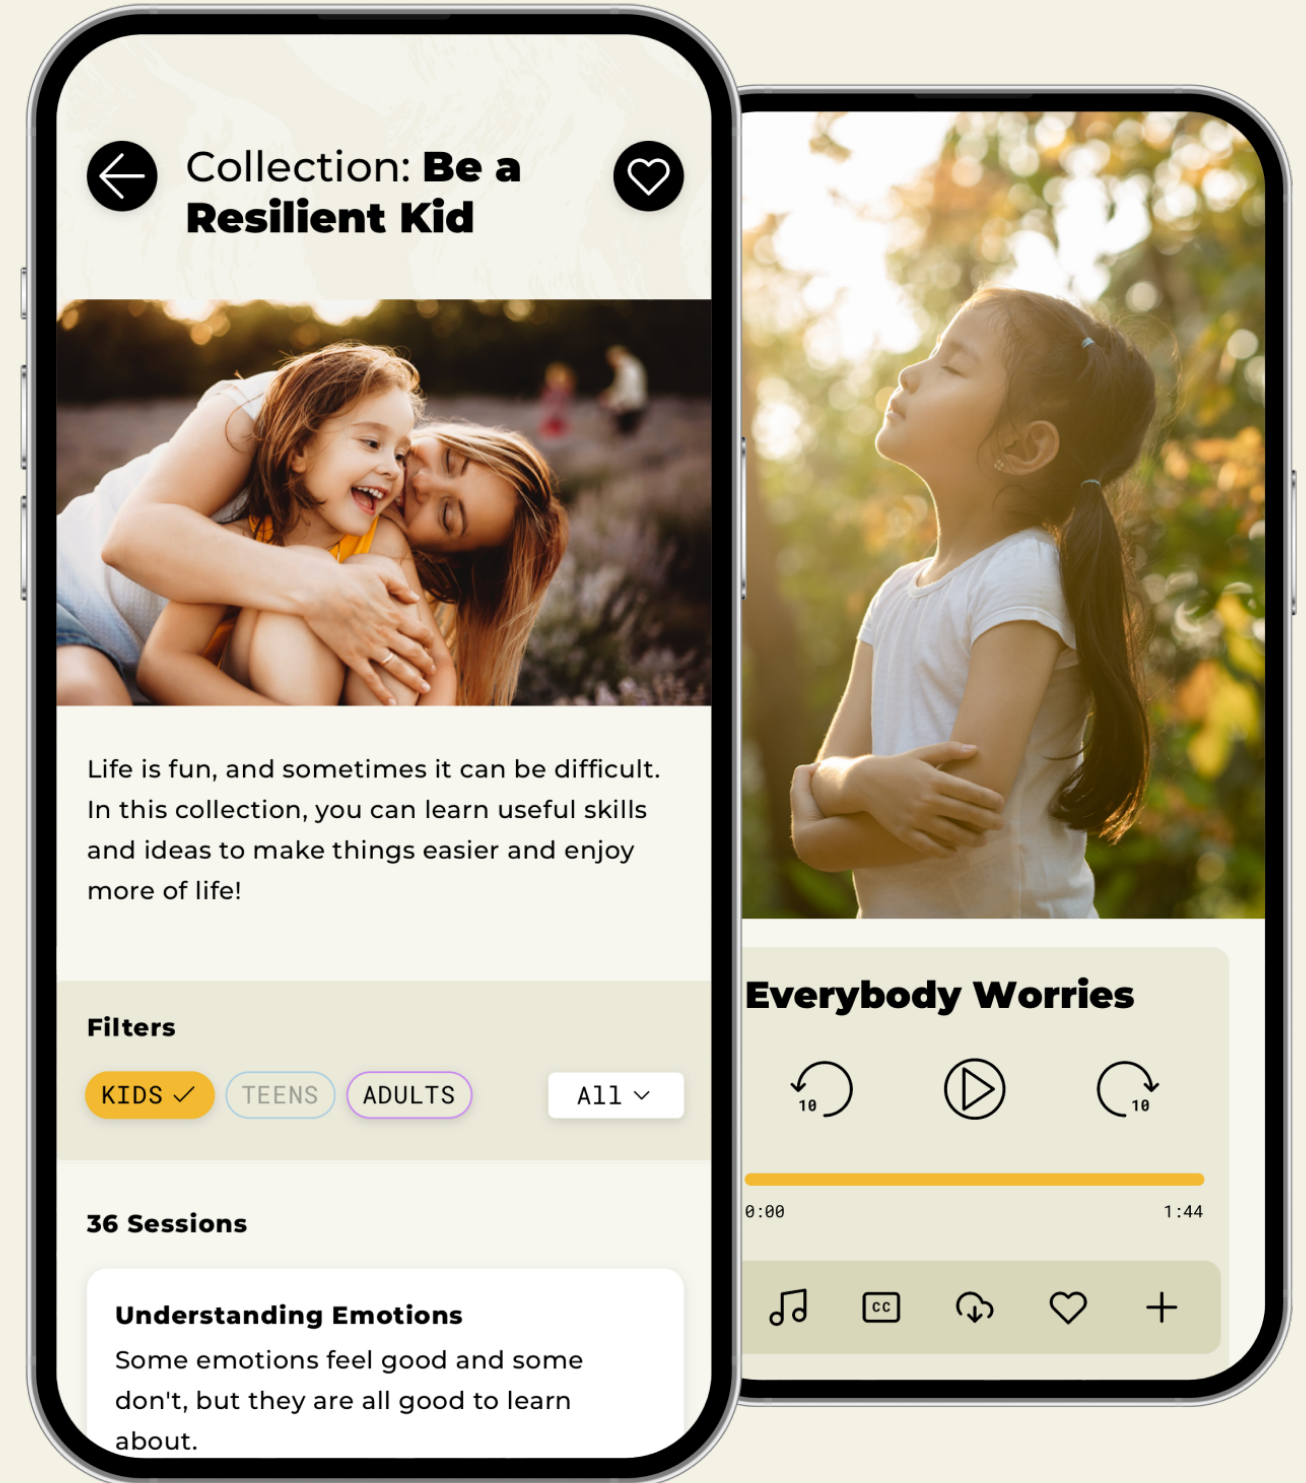 Collection: Be a
Resilient Kid
Life is fun, and sometimes it can be difficult.
In this collection, you can learn useful skills
and ideas to make things easier and enjoy
more of life!
Filters
KIDS
TEENS
ADULTS
All
36 Sessions
Understanding Emotions
Some emotions feel good and some
don't, but they are all good to learn
about.
Everybody Worries
10
10
0:00
1:44
CC